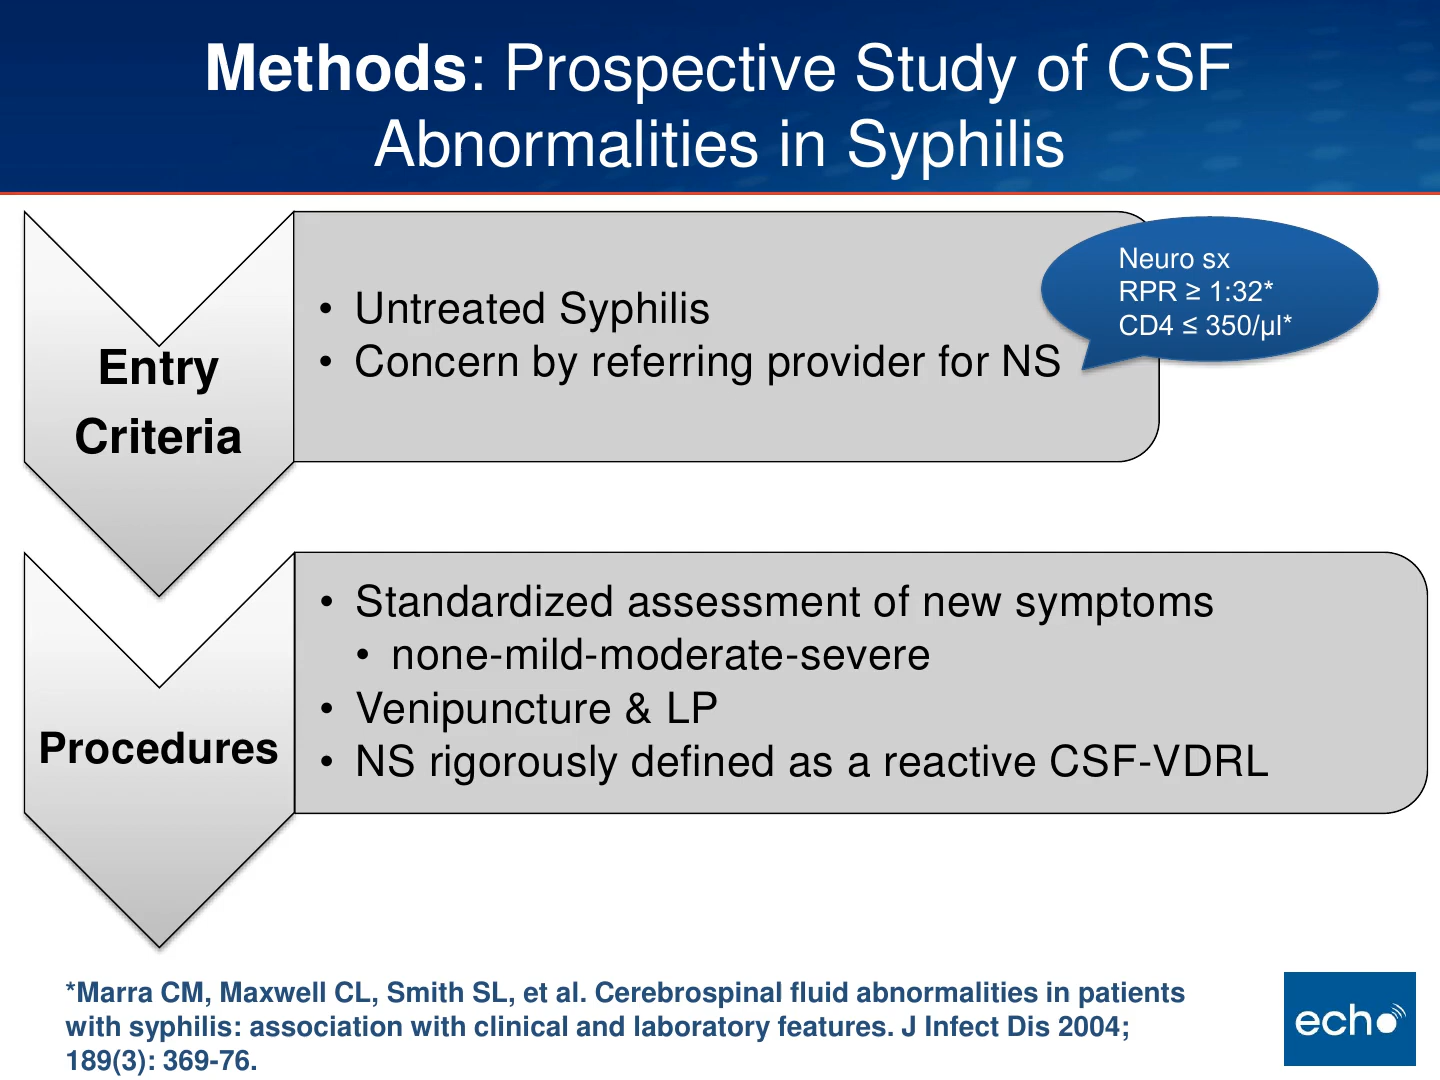 Methods: Prospective Study of CSF
Abnormalities in Syphilis
Entry
Criteria
• Untreated Syphilis
• Concern by referring provider for NS
Neuro sx
RPR ≥ 1:32*
CD4 ≤ 350/µl*
Procedures
• Standardized assessment of new symptoms
• none-mild-moderate-severe
• Venipuncture & LP
• NS rigorously defined as a reactive CSF-VDRL
*Marra CM, Maxwell CL, Smith SL, et al. Cerebrospinal fluid abnormalities in patients
with syphilis: association with clinical and laboratory features. J Infect Dis 2004;
189(3): 369-76.
echo